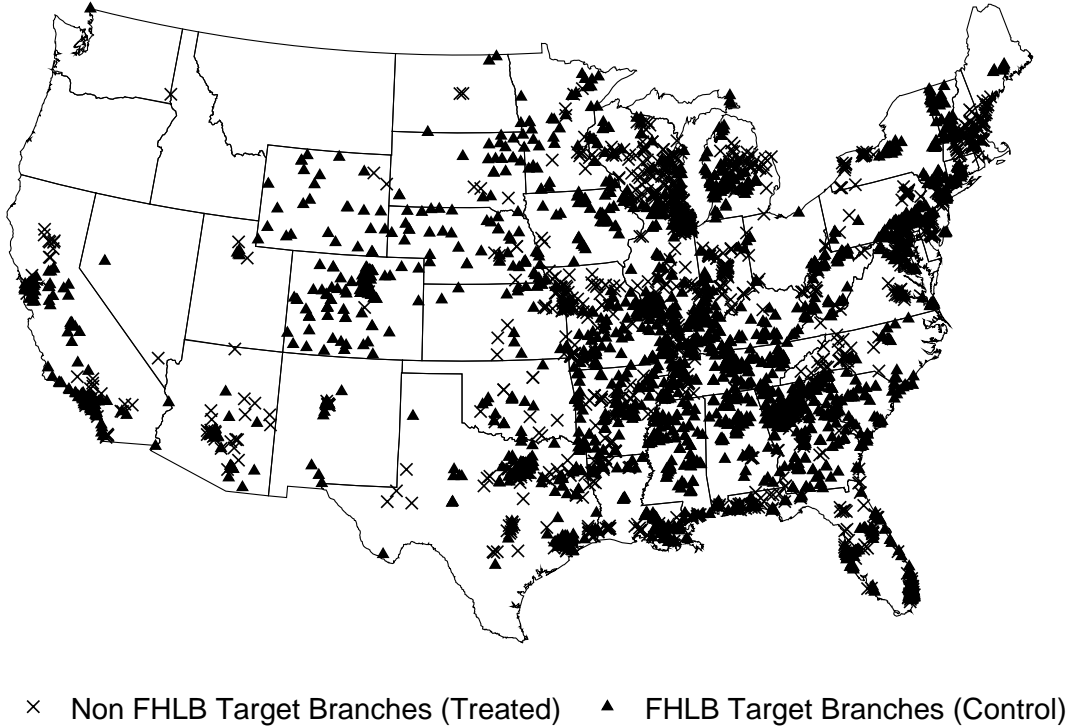 × Non FHLB Target Branches (Treated) ▲ FHLB Target Branches (Control)